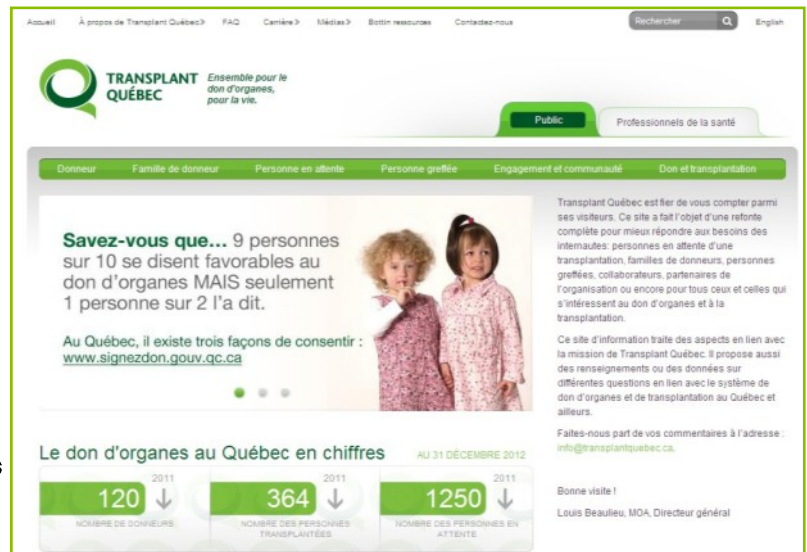 Accueil À propos de Transplant Québec> FAQ Carrière> Médias> Bottin ressources Contactez-nous Rechercher English
TRANSPLANT
QUÉBEC
Ensemble pour le
don d'organes,
pour la vie.
Public Professionnels de la santé
Donneur Famille de donneur Personne en attente Personne greffée Engagement et communauté Don et transplantation
Savez-vous que... 9 personnes
sur 10 se disent favorables au
don d'organes MAIS seulement
1 personne sur 2 l'a dit.
Au Québec, il existe trois
façons de consentir :
www.signezdon.gouv.qc.ca
Transplant Québec est fier de vous compter parmi
ses visiteurs. Ce site a fait l'objet d'une refonte
complète pour mieux répondre aux besoins des
internautes: personnes en attente d'une
transplantation, familles de donneurs, personnes
greffées, collaborateurs, partenaires de
l'organisation ou encore pour tous ceux et celles qui
s'intéressent au don d'organes et à la
transplantation.
Ce site d'information traite des aspects en lien avec
la mission de Transplant Québec. Il propose aussi
des renseignements ou des données sur
différentes questions en lien avec le système de
don d'organes et de transplantation au Québec et
ailleurs.
Faites-nous part de vos commentaires à l'adresse :
info@transplantquebec.ca.
Bonne visite !
Louis Beaulieu, MOA, Directeur général
Le don d'organes au Québec en chiffres AU 31 DÉCEMBRE 2012
s
2011 2011 2011
120 364 1250
NOMBRE DE DONNEURS
NOMBRE DES PERSONNES
TRANSPLANTÉES
NOMBRE DES PERSONNES EN
ATTENTE